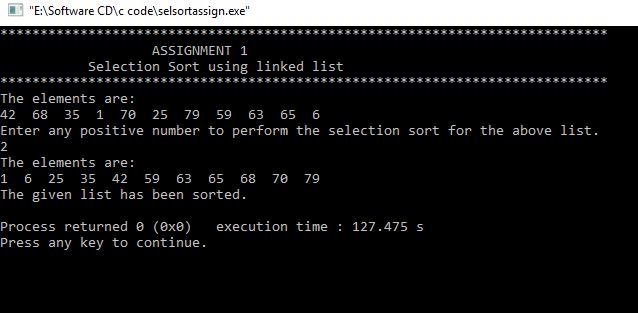 "E:\Software CD\c code\selsortassign.exe"
****************************************************************************
ASSIGNMENT 1
Selection Sort using linked list
****************************************************************************
The elements are:
42  68  35  1  70  25  79  59  63  65  6
Enter any positive number to perform the selection sort for the above list.
2
The elements are:
1  6  25  35  42  59  63  65  68  70  79
The given list has been sorted.
Process returned 0 (0x0)   execution time : 127.475 s
Press any key to continue.